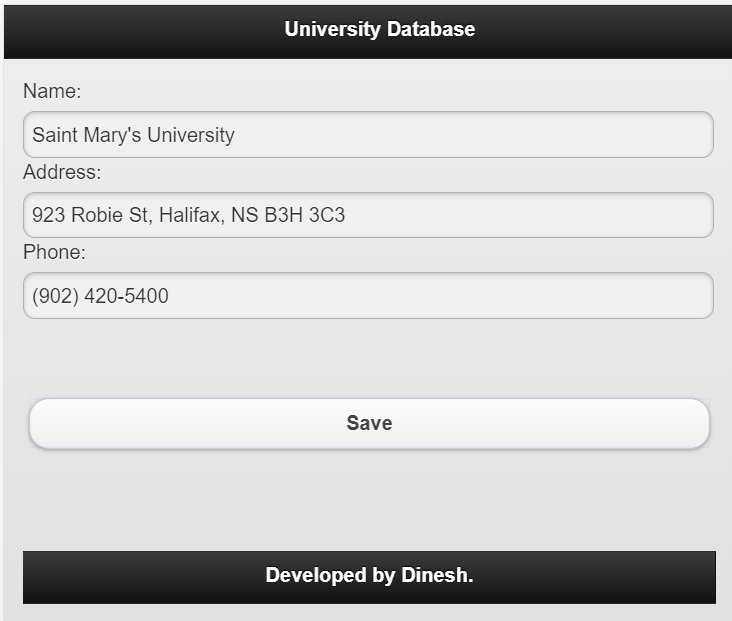 University Database
Name:
Saint Mary's University
Address:
923 Robie St, Halifax, NS B3H 3C3
Phone:
(902) 420-5400
Save
Developed by Dinesh.